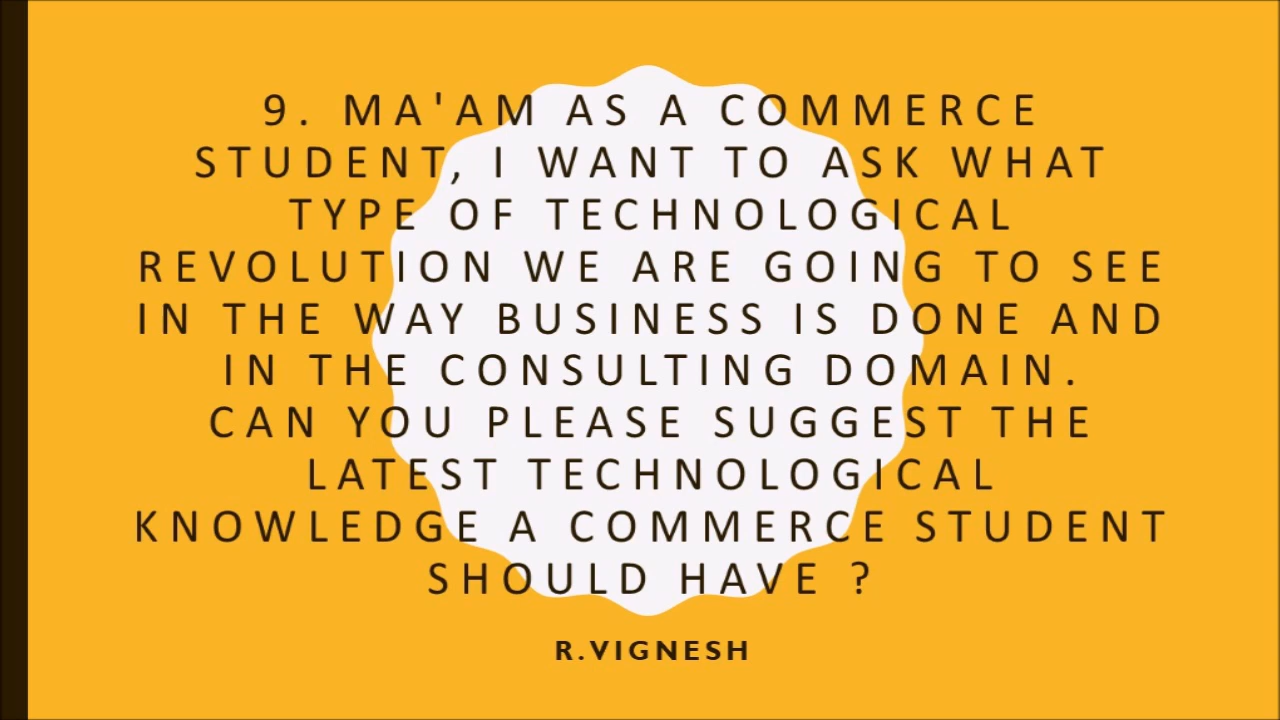 9. MA'AM AS A COMMERCE
STUDENT, I WANT TO ASK WHAT
TYPE OF TECHNOLOGICAL
REVOLUTION WE ARE GOING TO SEE
IN THE WAY BUSINESS IS DONE AND
IN THE CONSULTING DOMAIN.
CAN YOU PLEASE SUGGEST THE
LATEST TECHNOLOGICAL
KNOWLEDGE A COMMERCE STUDENT
SHOULD HAVE ?
R.VIGNESH